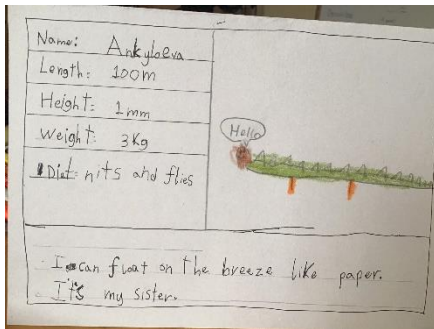 Name: Ankyloeva
Length: 100m
Height: 1mm
Weight: 3Kg
Diet: nits and flies
Hello
I can float on the breeze like paper.
It's my sister.